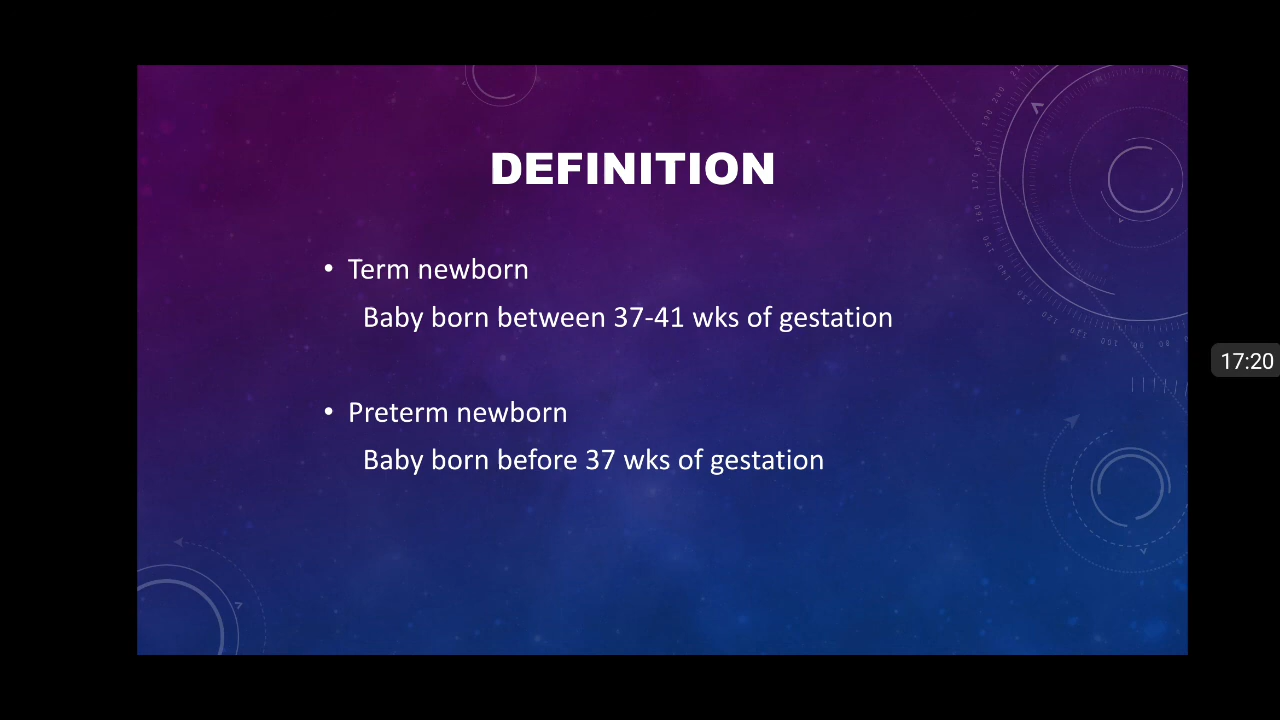 DEFINITION
• Term newborn
Baby born between 37-41 wks of gestation
• Preterm newborn
Baby born before 37 wks of gestation
17:20